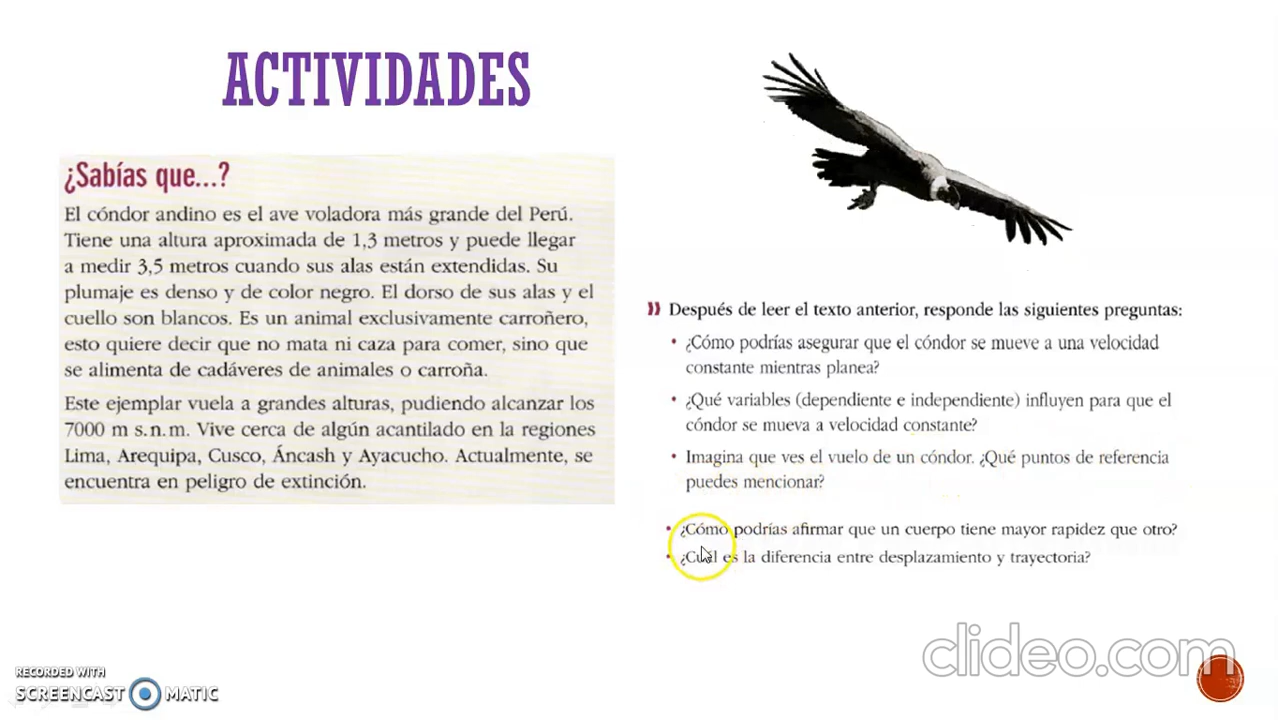 ACTIVIDADES
¿Sabías que...?
El cóndor andino es el ave voladora más grande del Perú.
Tiene una altura aproximada de 1,3 metros y puede llegar
a medir 3,5 metros cuando sus alas están extendidas. Su
plumaje es denso y de color negro. El dorso de sus alas y el
cuello son blancos. Es un animal exclusivamente carroñero,
esto quiere decir que no mata ni caza para comer, sino que
se alimenta de cadáveres de animales o carroña.
Este ejemplar vuela a grandes alturas, pudiendo alcanzar los
7000 m s.n.m. Vive cerca de algún acantilado en la regiones
Lima, Arequipa, Cusco, Áncash y Ayacucho. Actualmente, se
encuentra en peligro de extinción.
Después de leer el texto anterior, responde las siguientes preguntas:
• ¿Cómo podrías asegurar que el cóndor se mueve a una velocidad
constante mientras planea?
• ¿Qué variables (dependiente e independiente) influyen para que el
cóndor se mueva a velocidad constante?
• Imagina que ves el vuelo de un cóndor. ¿Qué puntos de referencia
puedes mencionar?
• ¿Cómo podrías afirmar que un cuerpo tiene mayor rapidez que otro?
• ¿Cuál es la diferencia entre desplazamiento y trayectoria?
clideo.com
RECORDED WITH
SCREENCAST MATIC